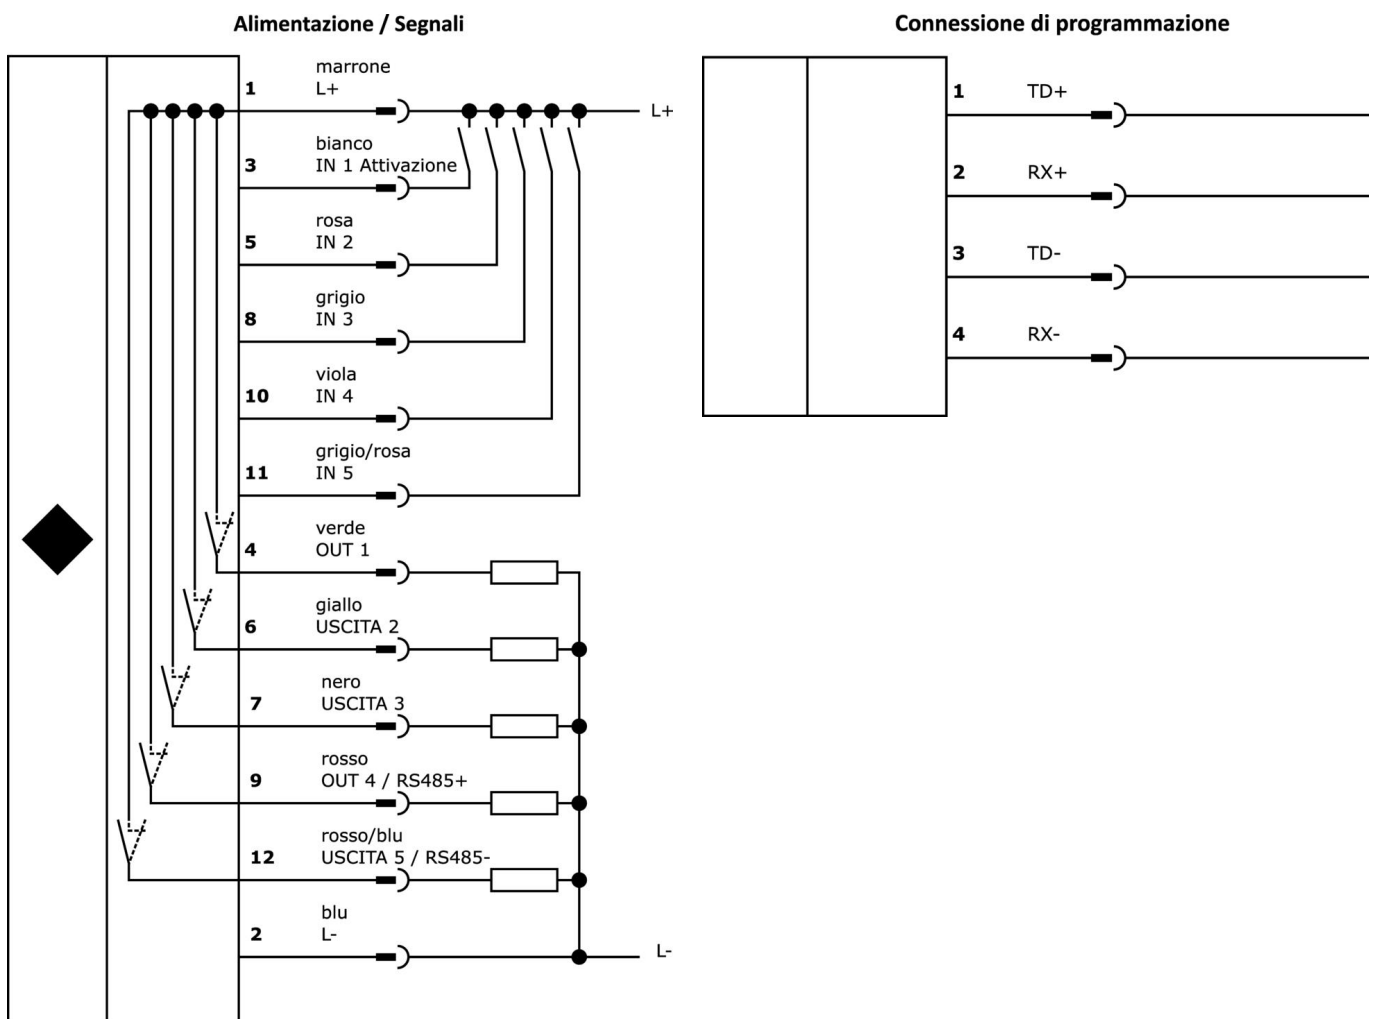 Alimentazione / Segnali
marrone
1 L+
L+
bianco
3 IN 1 Attivazione
rosa
5 IN 2
grigio
8 IN 3
viola
10 IN 4
grigio/rosa
11 IN 5
verde
4 OUT 1
giallo
6 USCITA 2
nero
7 USCITA 3
rosso
9 OUT 4 / RS485+
rosso/blu
12 USCITA 5 / RS485-
blu
2 L-
L-
Connessione di programmazione
1 TD+
2 RX+
3 TD-
4 RX-